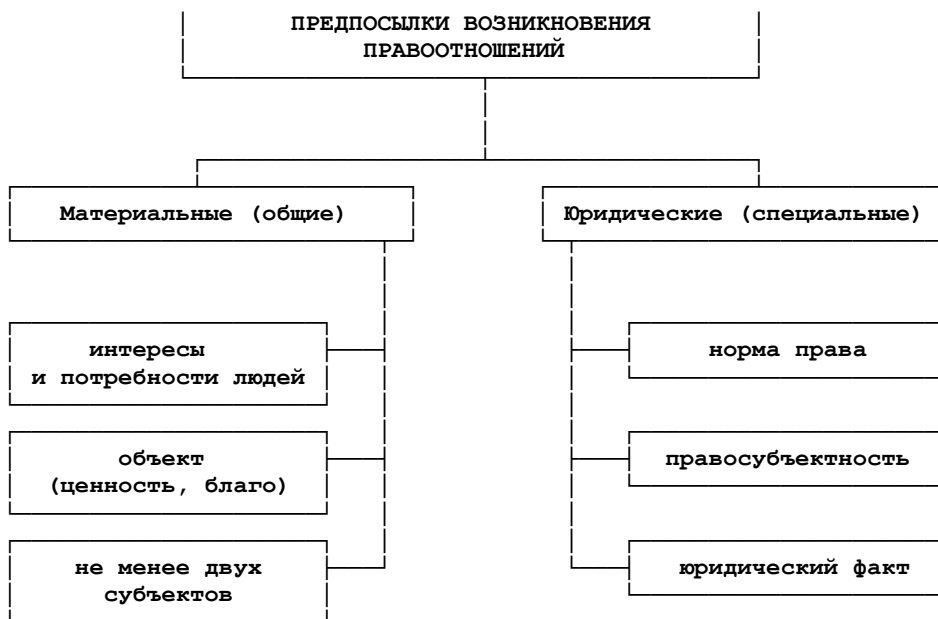 ПРЕДПОСЫЛКИ ВОЗНИКНОВЕНИЯ
ПРАВООТНОШЕНИЙ
Материальные (общие)
Юридические (специальные)
интересы
и потребности людей
норма права
объект
(ценность, благо)
правосубъектность
не менее двух
субъектов
юридический факт